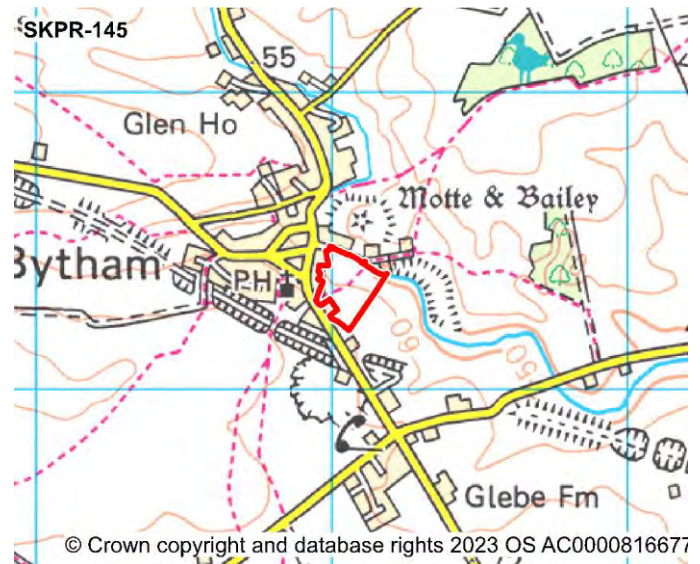 SKPR-145
55
Glen Ho
Motte & Bailey
Bytham
PH
60
50
Glebe Fm
© Crown copyright and database rights 2023 OS AC0000816677